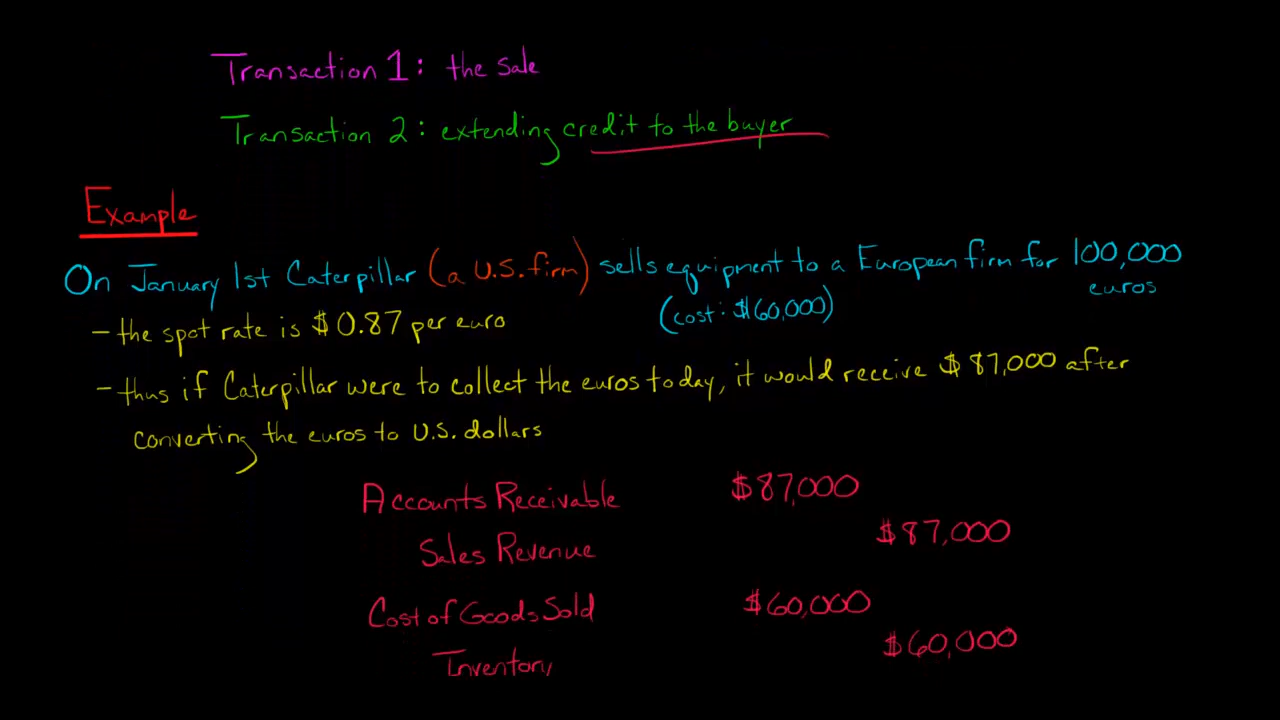 Transaction 1: the sale
Transaction 2: extending credit to the buyer
Example
On January 1st Caterpillar (a U.S. firm) sells equipment to a European firm for 100,000 euros
(cost: $60,000)
- the spot rate is $0.87 per euro
- thus if Caterpillar were to collect the euros today, it would receive $87,000 after
converting the euros to U.S. dollars
Accounts Receivable $87,000
Sales Revenue $87,000
Cost of Goods Sold $60,000
Inventory $60,000